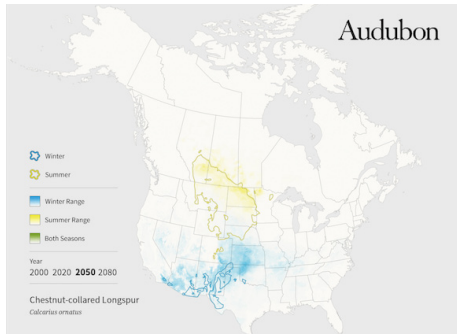 Audubon
Winter
Summer
Winter Range
Summer Range
Both Seasons
Year
2000 2020 2050 2080
Chestnut-collared Longspur
Calcarius ornatus